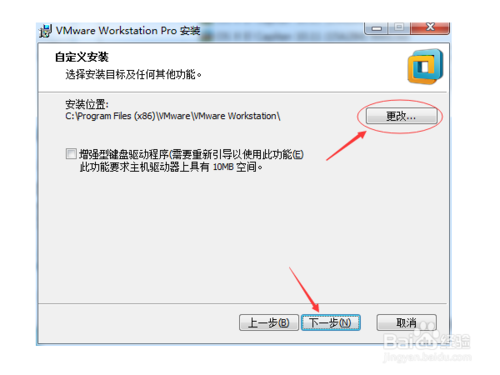 VMware Workstation Pro 安装
自定义安装
选择安装目标及任何其他功能。
安装位置:
C:\Program Files (x86)\VMware\VMware Workstation\
更改...
增强型键盘驱动程序(需要重新引导以使用此功能(E)
此功能要求主机驱动器上具有 10MB 空间。
上一步(B) 下一步(N) 取消
Baidu 经验
jingyan.baidu.com